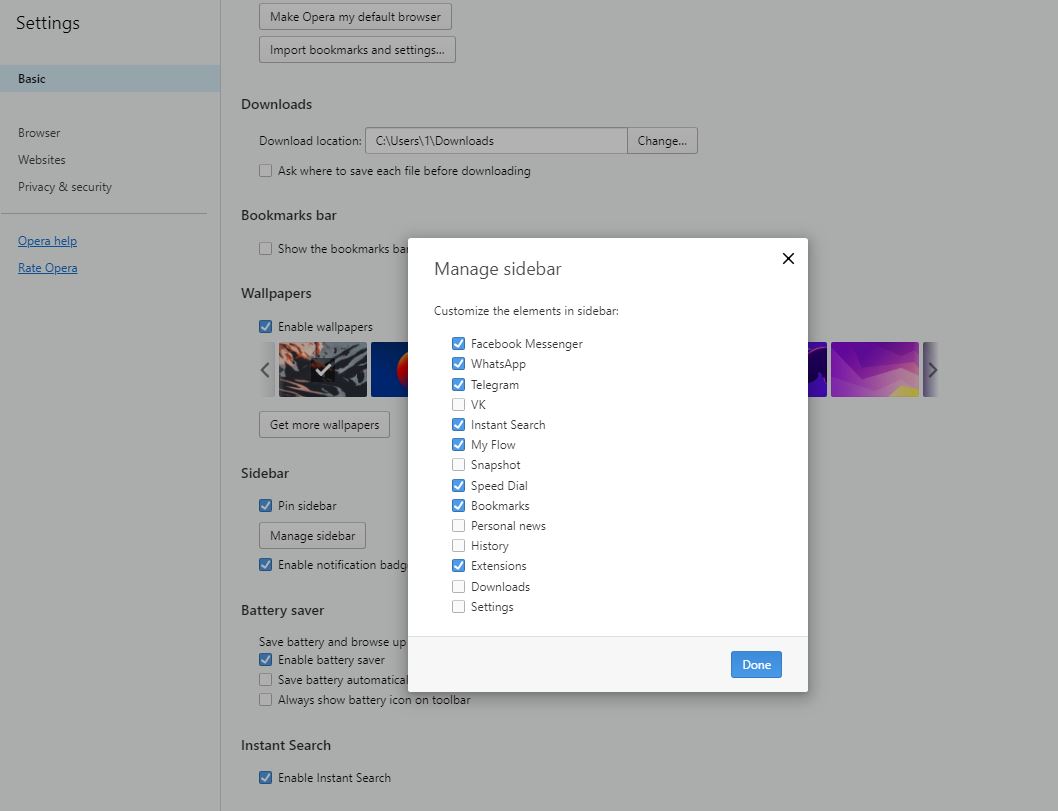 Settings
Basic
Browser
Websites
Privacy & security
Opera help
Rate Opera
Make Opera my default browser
Import bookmarks and settings...
Downloads
Download location: C:\Users\1\Downloads Change...
Ask where to save each file before downloading
Bookmarks bar
Show the bookmarks bar
Wallpapers
Enable wallpapers
Get more wallpapers
Sidebar
Pin sidebar
Manage sidebar
Enable notification
Battery saver
Save battery and browse up
Enable battery saver
Save battery
Always show battery icon on toolbar
Instant Search
Enable Instant Search
Manage sidebar
Customize the elements in sidebar:
Facebook Messenger
WhatsApp
Telegram
VK
Instant Search
My Flow
Snapshot
Speed Dial
Bookmarks
Personal news
History
Extensions
Downloads
Settings
Done